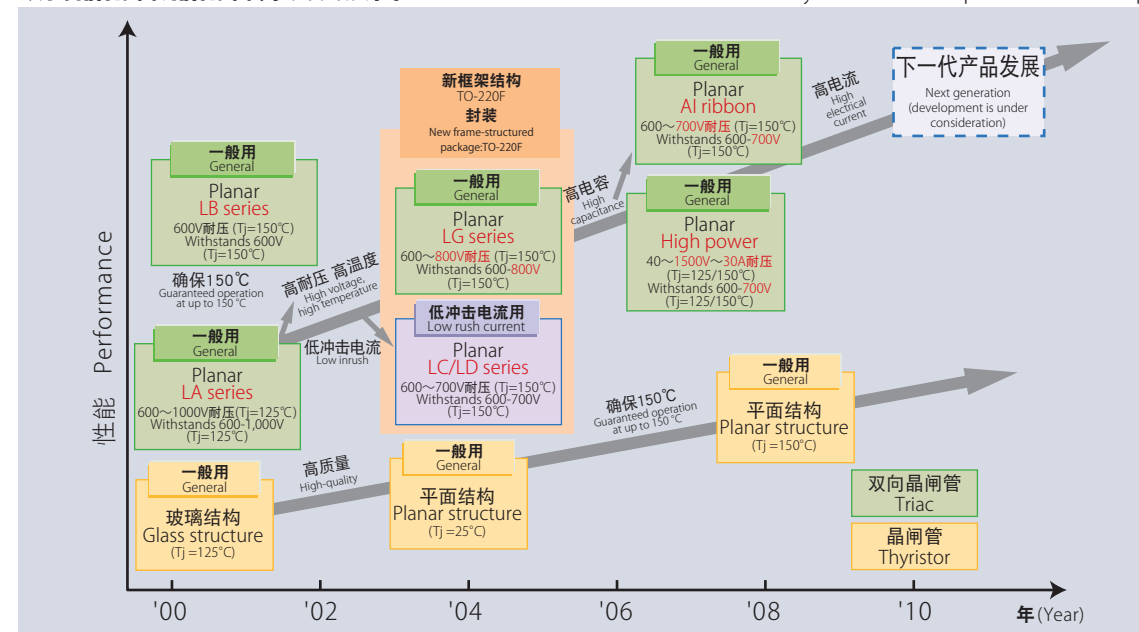 一般用
General
Planar
AI ribbon
600～700V耐压 (Tj=150℃)
Withstands 600-700V
(Tj=150℃)
高电流
High
electrical
current
下一代产品发展
Next generation
(development is under
consideration)
新框架结构
TO-220F
封装
New frame-structured
package:TO-220F
一般用
General
Planar
LB series
600V耐压 (Tj=150℃)
Withstands 600V
(Tj=150℃)
确保150℃
Guaranteed operation
at up to 150 ℃
高耐压 高温度
High voltage,
high temperature
一般用
General
Planar
LG series
600～800V耐压 (Tj=150℃)
Withstands 600-800V
(Tj=150℃)
高电容
High
capacitance
一般用
General
Planar
High power
40～1500V～30A耐压
(Tj=125/150℃)
Withstands 600-700V
(Tj=125/150℃)
性能 Performance
一般用
General
Planar
LA series
600～1000V耐压(Tj=125℃)
Withstands 600-1,000V
(Tj=125℃)
低冲击电流
Low inrush
低冲击电流用
Low rush current
Planar
LC/LD series
600～700V耐压 (Tj=150℃)
Withstands 600-700V
(Tj=150℃)
确保150℃
Guaranteed operation
at up to 150 ℃
一般用
General
平面结构
Planar structure
(Tj =150℃)
一般用
General
玻璃结构
Glass structure
(Tj =125℃)
高质量
High-quality
一般用
General
平面结构
Planar structure
(Tj =25℃)
双向晶闸管
Triac
晶闸管
Thyristor
'00 '02 '04 '06 '08 '10 年(Year)